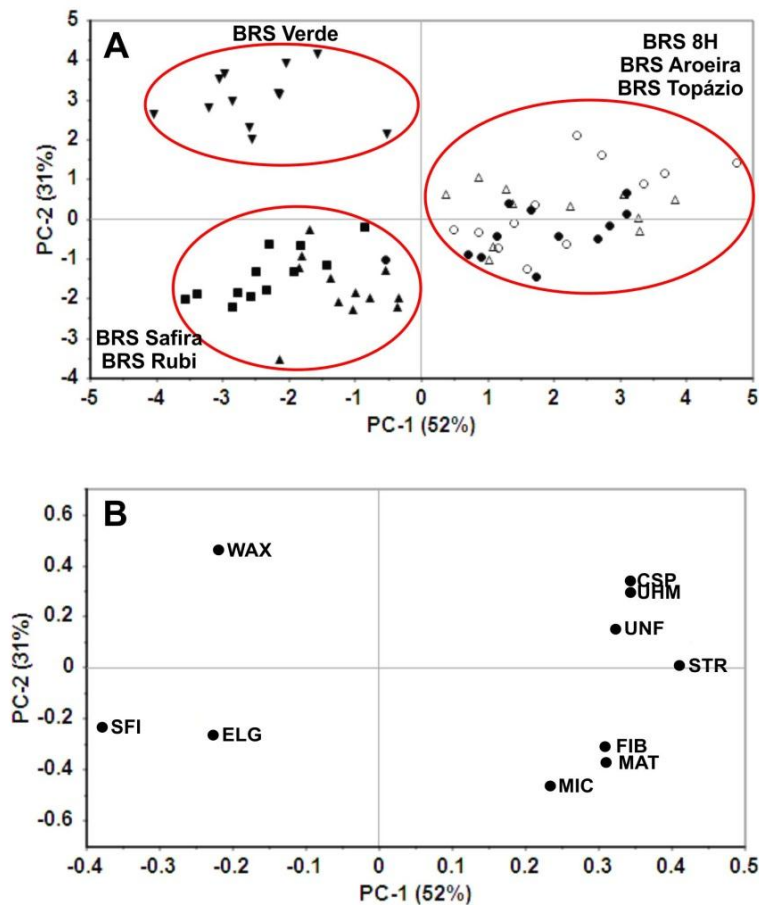 A
BRS Verde
BRS 8H
BRS Aroeira
BRS Topázio
BRS Safira
BRS Rubi
5
4
3
2
1
0
-1
-2
-3
-4
PC-2 (31%)
-5 -4 -3 -2 -1 0 1 2 3 4 5
PC-1 (52%)
B
WAX
CSP
UHM
UNF
STR
SFI
ELG
FIB
MAT
MIC
0.6
0.4
0.2
0
-0.2
-0.4
-0.6
PC-2 (31%)
-0.4 -0.3 -0.2 -0.1 0 0.1 0.2 0.3 0.4 0.5
PC-1 (52%)